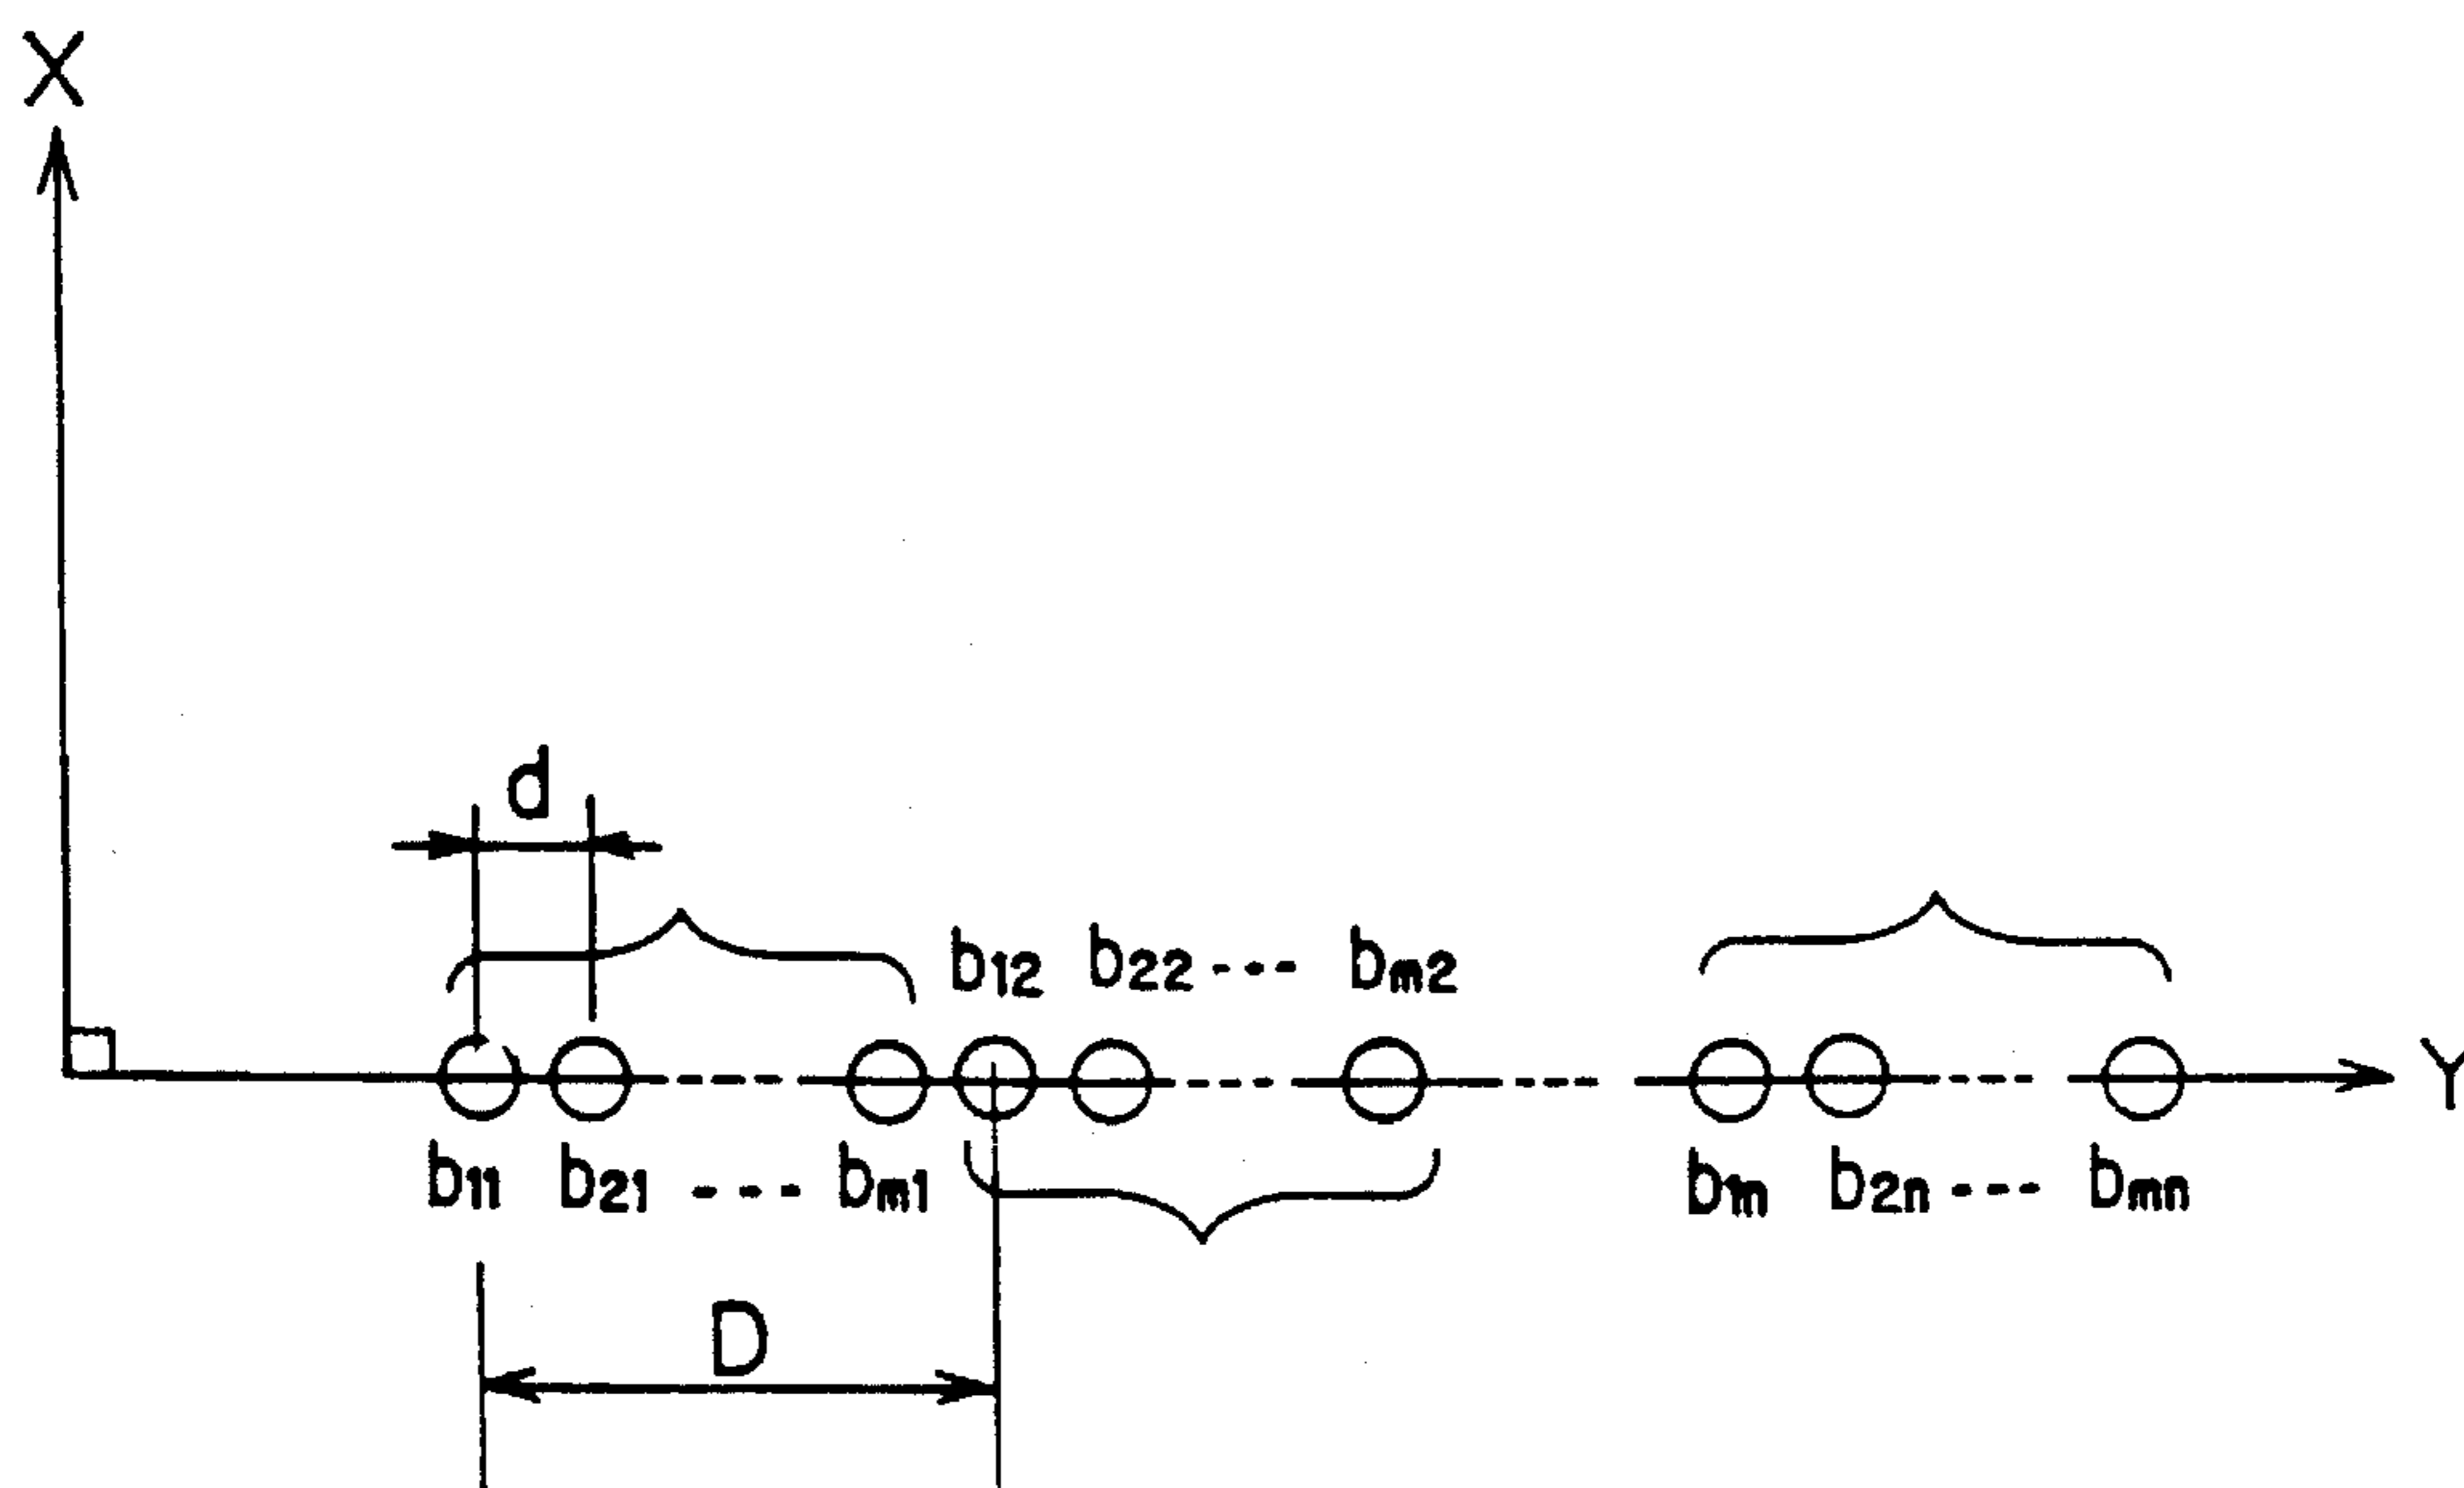 X
d
b12 b22 --- bm2
Y
b11 b21 --- bm1
b1n b2n --- bmn
D